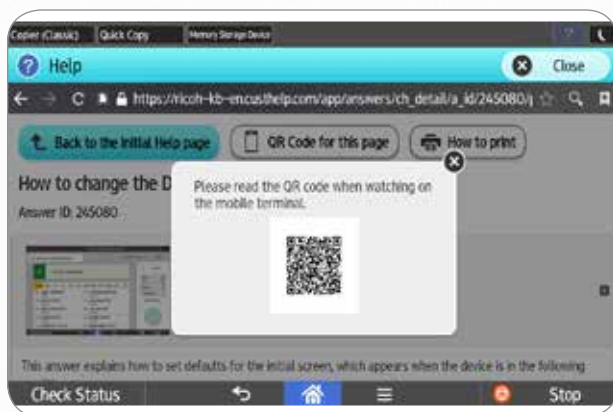 Copier (Classic) Quick Copy Memory Storage Device ?
? Help Close
https://ricoh-kb-en.custhelp.com/app/answers/ch_detail/a_id/245080/
Back to the Initial Help page QR Code for this page How to print
How to change the D
Please read the QR code when watching on
the mobile terminal.
Answer ID: 245080
This answer explains how to set defaults for the initial screen, which appears when the device is in the following
Check Status Stop